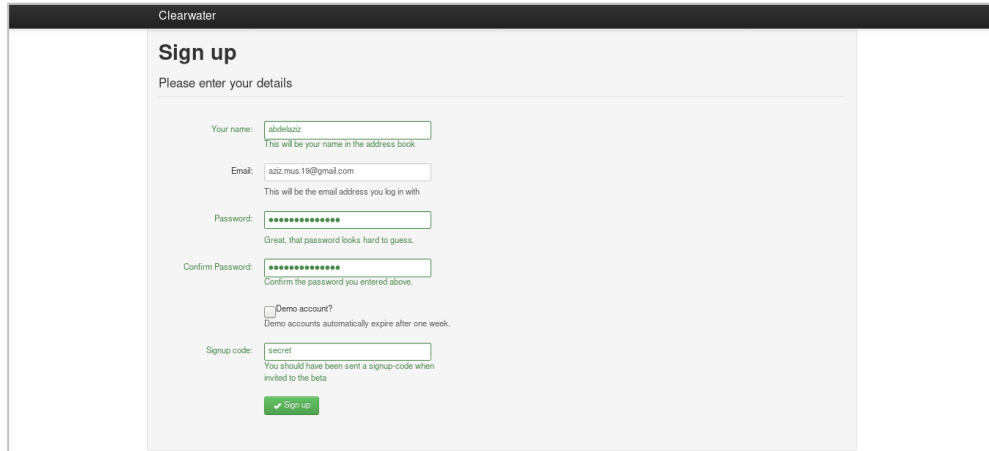 Clearwater
Sign up
Please enter your details
Your name: abdelaziz
This will be your name in the address book
Email: aziz.mus.19@gmail.com
This will be the email address you log in with
Password: ●●●●●●●●●●●●●●
Great, that password looks hard to guess.
Confirm Password: ●●●●●●●●●●●●●●
Confirm the password you entered above.
Demo account?
Demo accounts automatically expire after one week.
Signup code: secret
You should have been sent a signup-code when
invited to the beta
Sign up